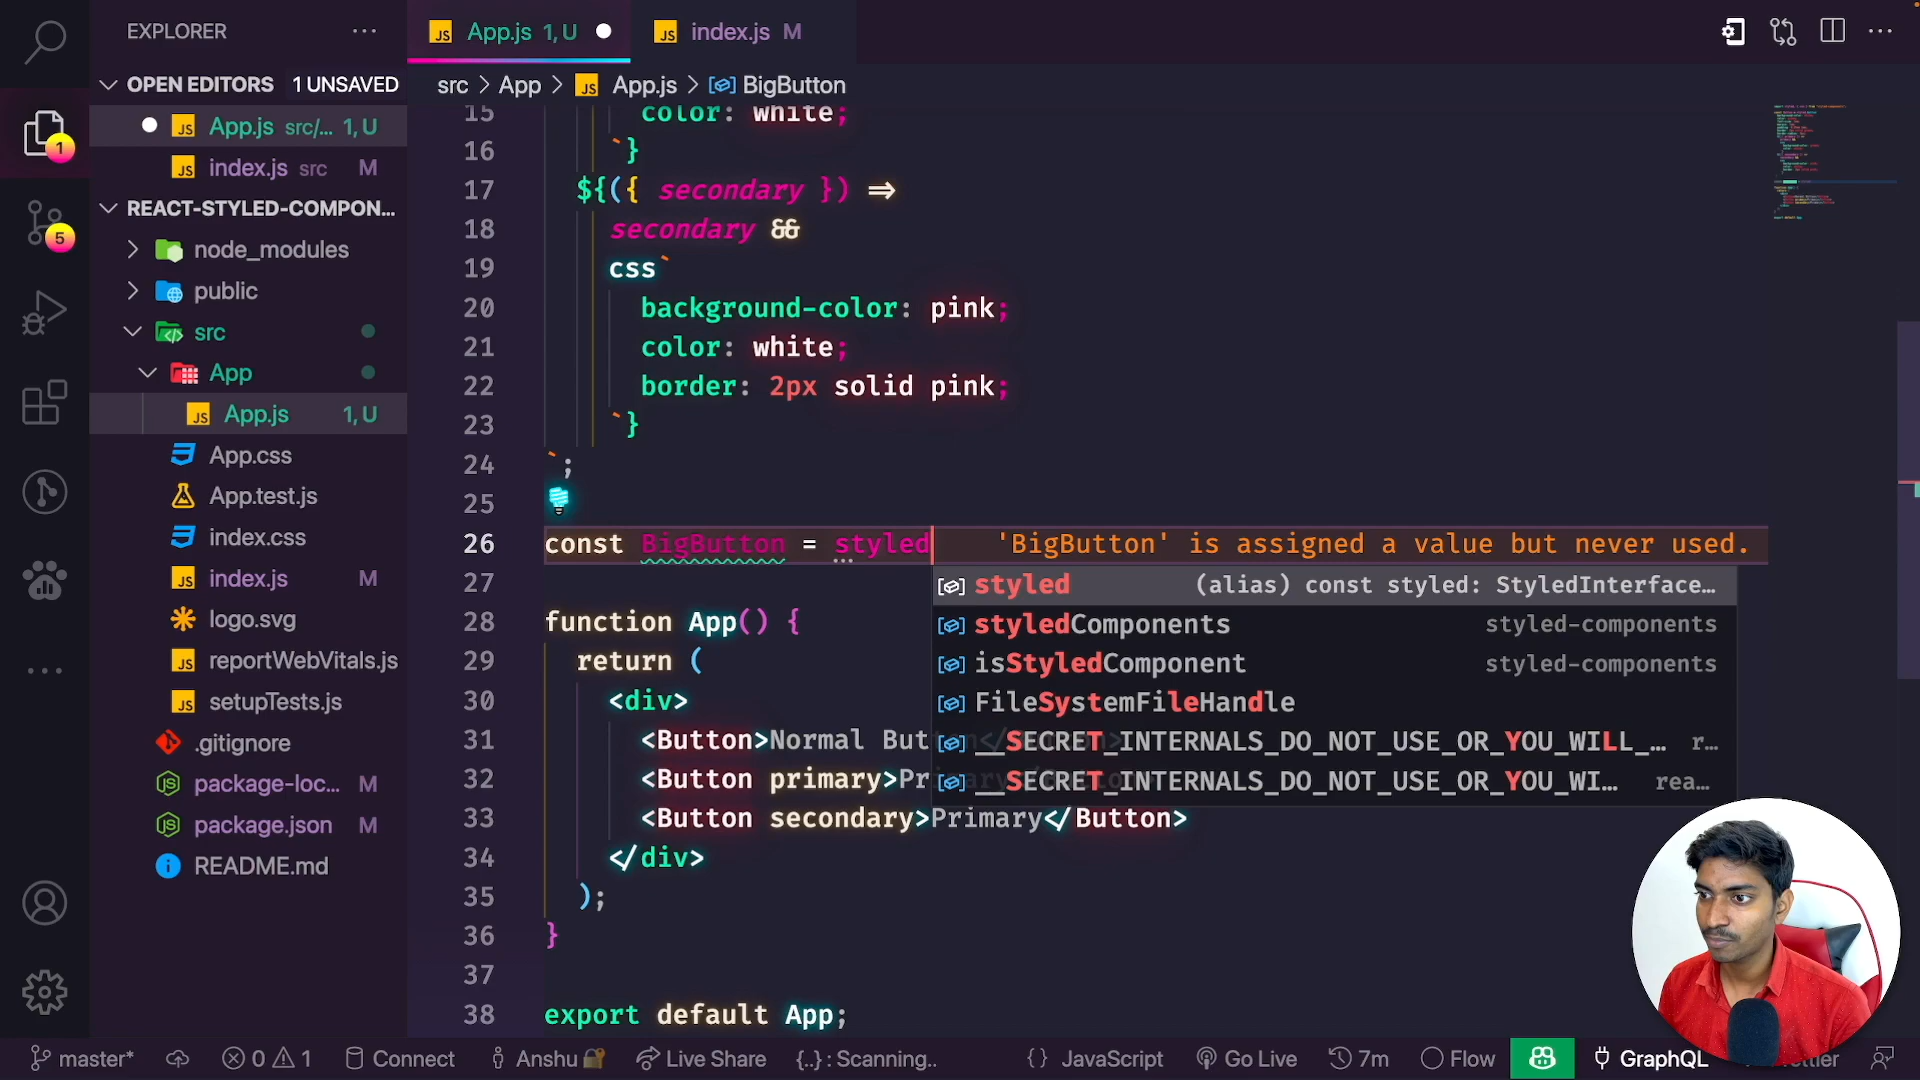 EXPLORER
OPEN EDITORS 1 UNSAVED
App.js src/... 1, U
index.js src M
REACT-STYLED-COMPON...
node_modules
public
src
App
App.js 1, U
App.css
App.test.js
index.css
index.js M
logo.svg
reportWebVitals.js
setupTests.js
.gitignore
package-loc... M
package.json M
README.md
1
5
App.js 1, U
index.js M
src > App > App.js > BigButton
15 color: white;
16 `}
17 ${({ secondary }) =>
18 secondary &&
19 css`
20 background-color: pink;
21 color: white;
22 border: 2px solid pink;
23 `}
24 `;
25
26 const BigButton = styled 'BigButton' is assigned a value but never used.
27
28 function App() {
29 return (
30 <div>
31 <Button>Normal But
32 <Button primary>Pr
33 <Button secondary>Primary</Button>
34 </div>
35 );
36 }
37
38 export default App;
styled (alias) const styled: StyledInterface...
styledComponents styled-components
isStyledComponent styled-components
FileSystemFileHandle
__SECRET_INTERNALS_DO_NOT_USE_OR_YOU_WILL_... r...
__SECRET_INTERNALS_DO_NOT_USE_OR_YOU_WI... rea...
master* 0 1 Connect Anshu Live Share {..} : Scanning.. {} JavaScript Go Live 7m Flow GraphQL